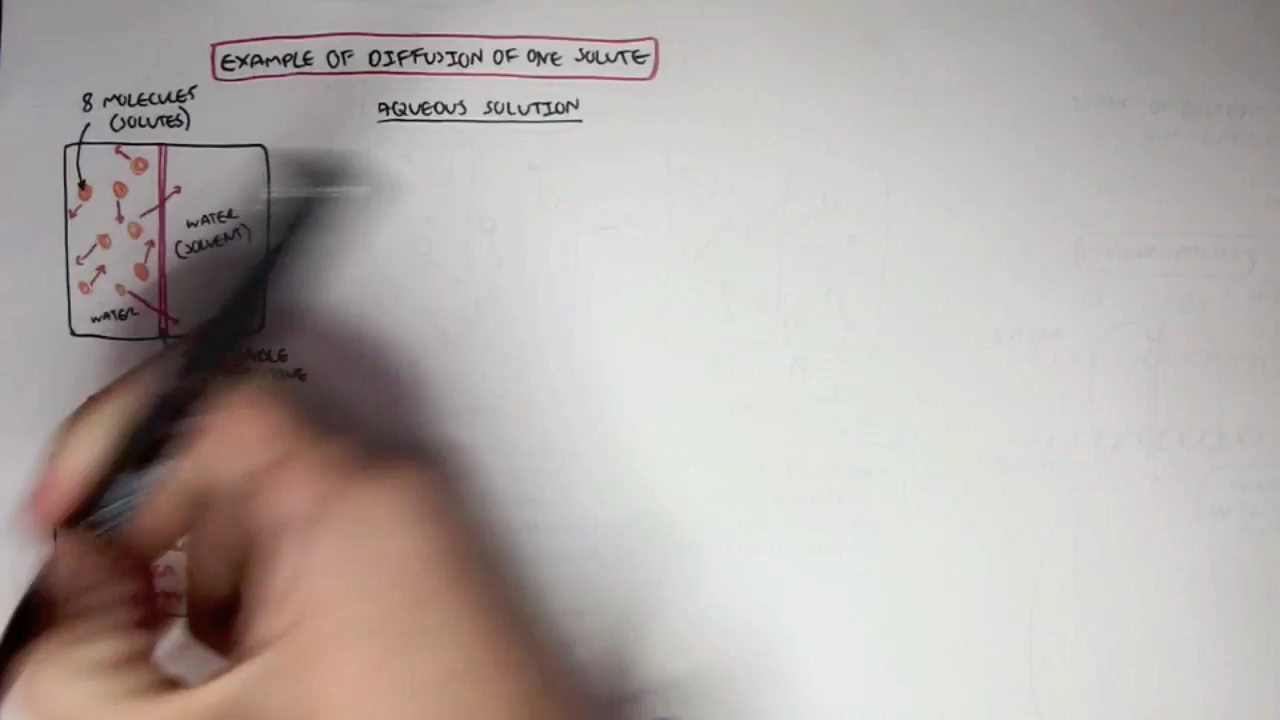 EXAMPLE OF DIFFUSION OF ONE SOLUTE
AQUEOUS SOLUTION
8 MOLECULES
(SOLUTES)
WATER
(SOLVENT)
WATER